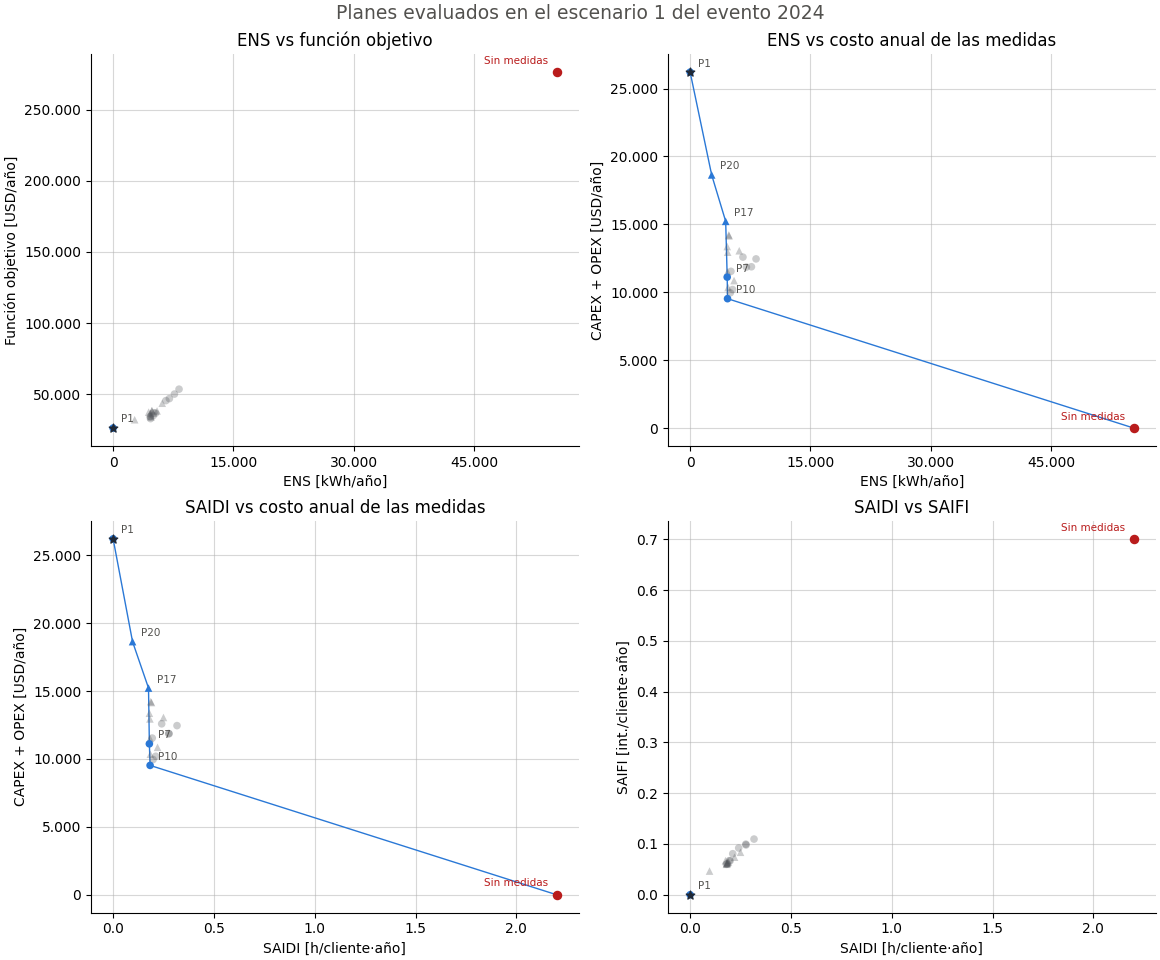 Planes evaluados en el escenario 1 del evento 2024
ENS vs función objetivo
Función objetivo [USD/año]
250.000
200.000
150.000
100.000
50.000
Sin medidas
P1
0
15.000
30.000
45.000
ENS [kWh/año]
ENS vs costo anual de las medidas
CAPEX + OPEX [USD/año]
25.000
20.000
15.000
10.000
5.000
0
P1
P20
P17
P7
P10
Sin medidas
0
15.000
30.000
45.000
ENS [kWh/año]
SAIDI vs costo anual de las medidas
CAPEX + OPEX [USD/año]
25.000
20.000
15.000
10.000
5.000
0
P1
P20
P17
P10
Sin medidas
0.0
0.5
1.0
1.5
2.0
SAIDI [h/cliente·año]
SAIDI vs SAIFI
SAIFI [int./cliente·año]
0.7
0.6
0.5
0.4
0.3
0.2
0.1
0.0
Sin medidas
P1
0.0
0.5
1.0
1.5
2.0
SAIDI [h/cliente·año]